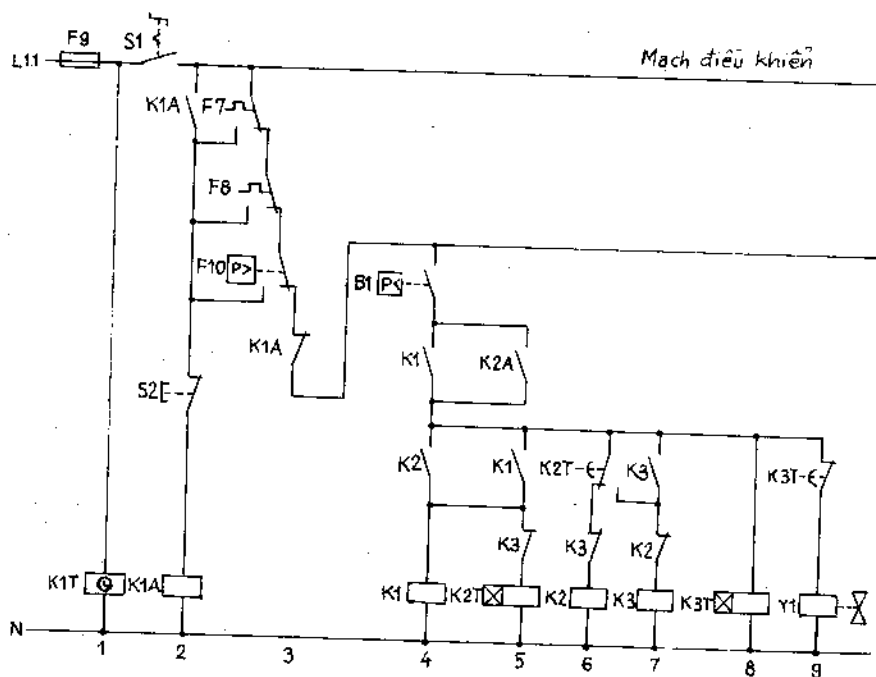 F9
S1
L1.1
Mạch điều khiển
K1A
F7
F8
F10
P>
B1
P<
K1A
K1
K2A
S2
K2
K1
K2T
K3
K3T
K3
K3
K2
K1T
K1A
K1
K2T
K2
K3
K3T
Y1
N
1
2
3
4
5
6
7
8
9